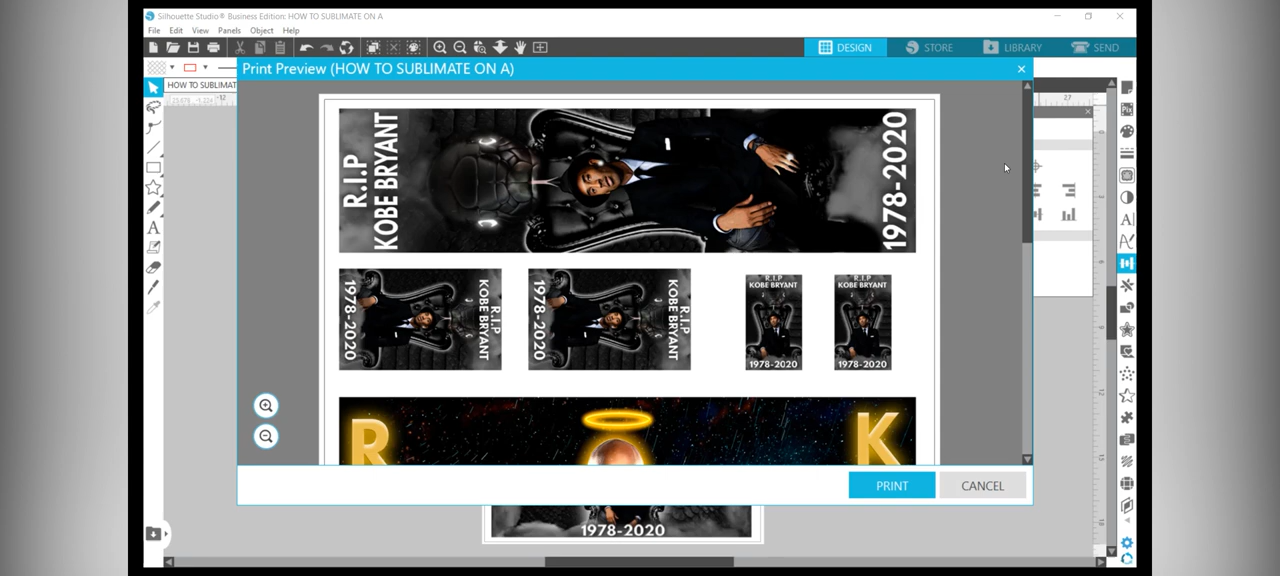 Silhouette Studio® Business Edition: HOW TO SUBLIMATE ON A
File Edit View Panels Object Help
DESIGN STORE LIBRARY SEND
HOW TO SUBLIMAT
Print Preview (HOW TO SUBLIMATE ON A)
-12
27
R.I.P
KOBE BRYANT
1978-2020
1978-2020
R.I.P
KOBE BRYANT
1978-2020
R.I.P
KOBE BRYANT
R.I.P
KOBE BRYANT
1978-2020
R.I.P
KOBE BRYANT
1978-2020
R K
PRINT CANCEL
1978-2020